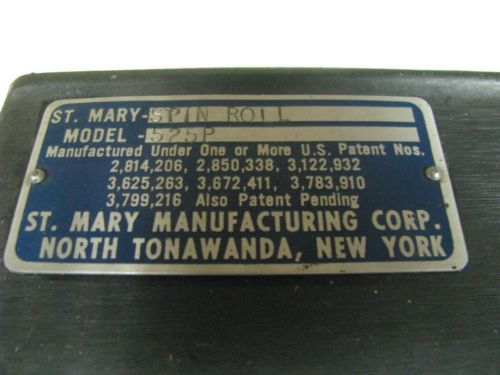 ST. MARY-SPIN ROLL
MODEL -525P
Manufactured Under One or More U.S. Patent Nos.
2,814,206, 2,850,338, 3,122,932
3,625,263, 3,672,411, 3,783,910
3,799,216 Also Patent Pending
ST. MARY MANUFACTURING CORP.
NORTH TONAWANDA, NEW YORK